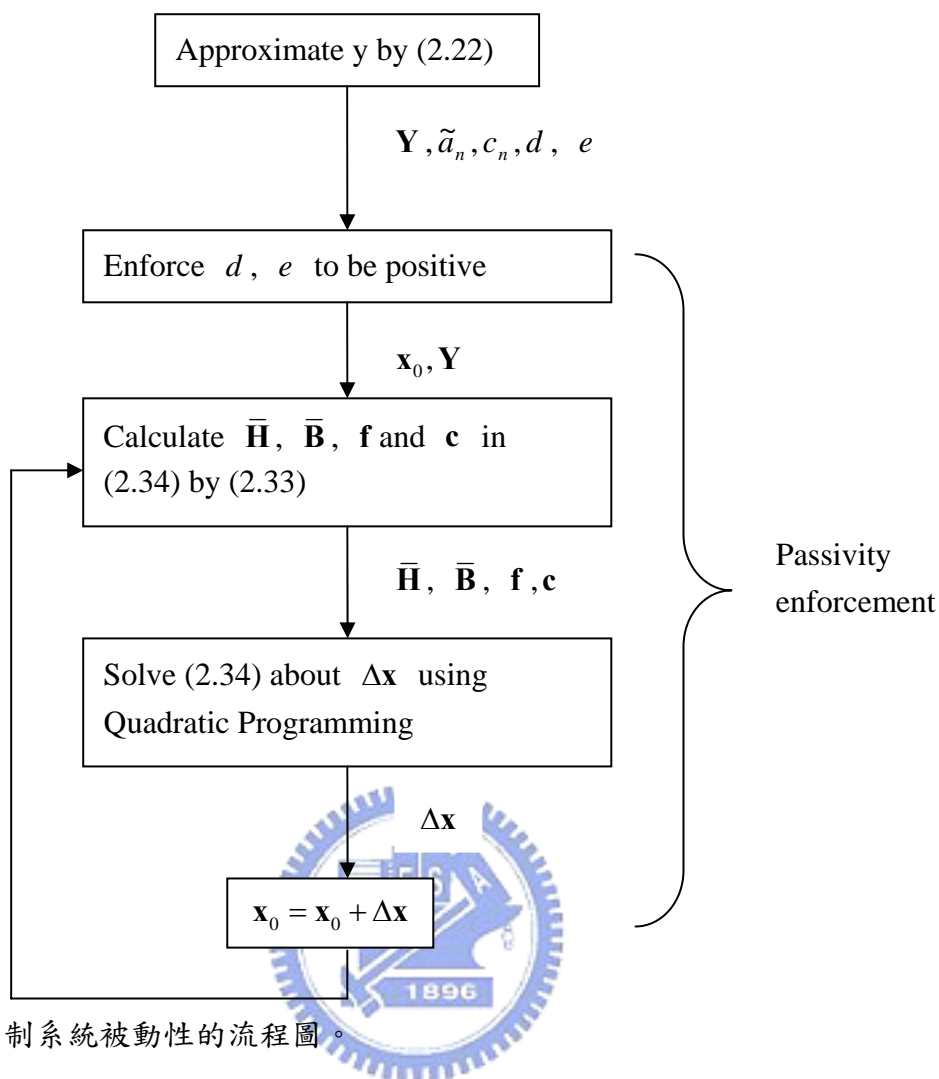 Approximate y by (2.22)
Y , ãₙ , cₙ , d , e
Enforce d , e to be positive
x₀ , Y
Calculate H̄ , B̄ , f and c in
(2.34) by (2.33)
H̄ , B̄ , f , c
Solve (2.34) about Δx using
Quadratic Programming
Δx
x₀ = x₀ + Δx
Passivity
enforcement
1896
制系統被動性的流程圖。